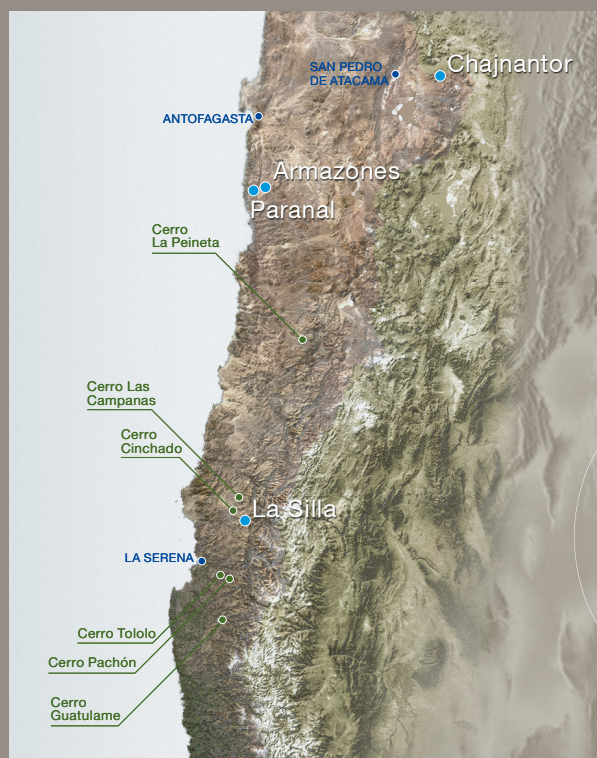 Chajnantor
SAN PEDRO
DE ATACAMA
ANTOFAGASTA
Armazones
Paranal
Cerro
La Peineta
Cerro Las
Campanas
Cerro
Cinchado
La Silla
LA SERENA
Cerro Tololo
Cerro Pachón
Cerro
Guatulame